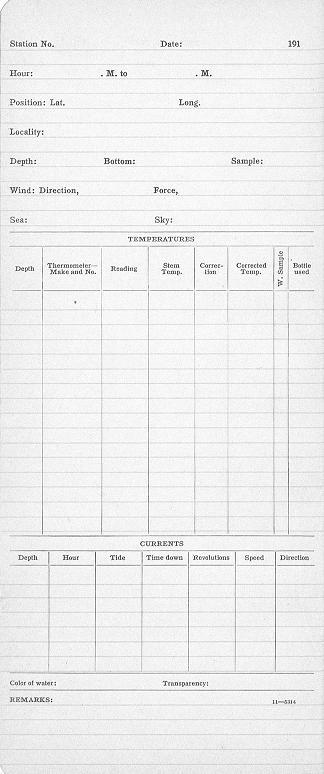 Station No. Date: 191
Hour: . M. to . M.
Position: Lat. Long.
Locality:
Depth: Bottom: Sample:
Wind: Direction, Force,
Sea: Sky:
TEMPERATURES
Depth Thermometer— Make and No. Reading Stem Temp. Correc- tion Corrected Temp. W. Sample Bottle used
CURRENTS
Depth Hour Tide Time down Revolutions Speed Direction
Color of water: Transparency:
REMARKS: 11—5314